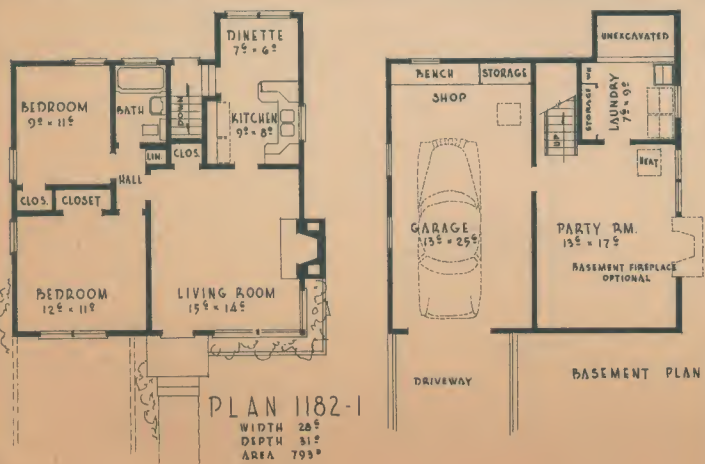 DINETTE
7⁶ × 6⁰
BEDROOM
9⁰ × 11⁶
BATH
DOWN
KITCHEN
9⁰ × 8⁰
LIN.
CLOS.
HALL
CLOS.
CLOSET
BEDROOM
12⁶ × 11⁰
LIVING ROOM
15⁶ × 14⁶
PLAN 1182-1
WIDTH 28⁶
DEPTH 31⁰
AREA 793
UNEXCAVATED
BENCH
STORAGE
SHOP
UP
STORAGE
WH
LAUNDRY
7⁶ × 9⁰
HEAT
GARAGE
13⁶ × 25⁶
PARTY RM.
13⁶ × 17⁶
BASEMENT FIREPLACE
OPTIONAL
DRIVEWAY
BASEMENT PLAN